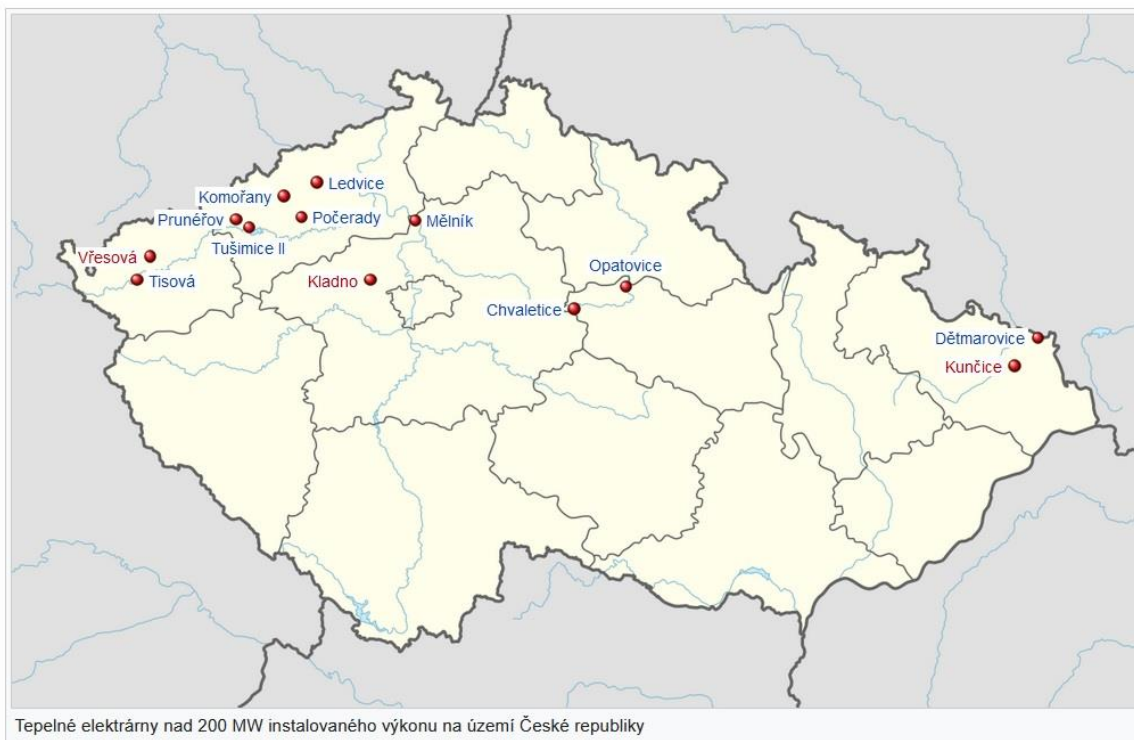 Ledvice
Komořany
Prunéřov
Počerady
Mělník
Tušimice II
Vřesová
Tisová
Kladno
Opatovice
Chvaletice
Dětmarovice
Kunčice
Tepelné elektrárny nad 200 MW instalovaného výkonu na území České republiky